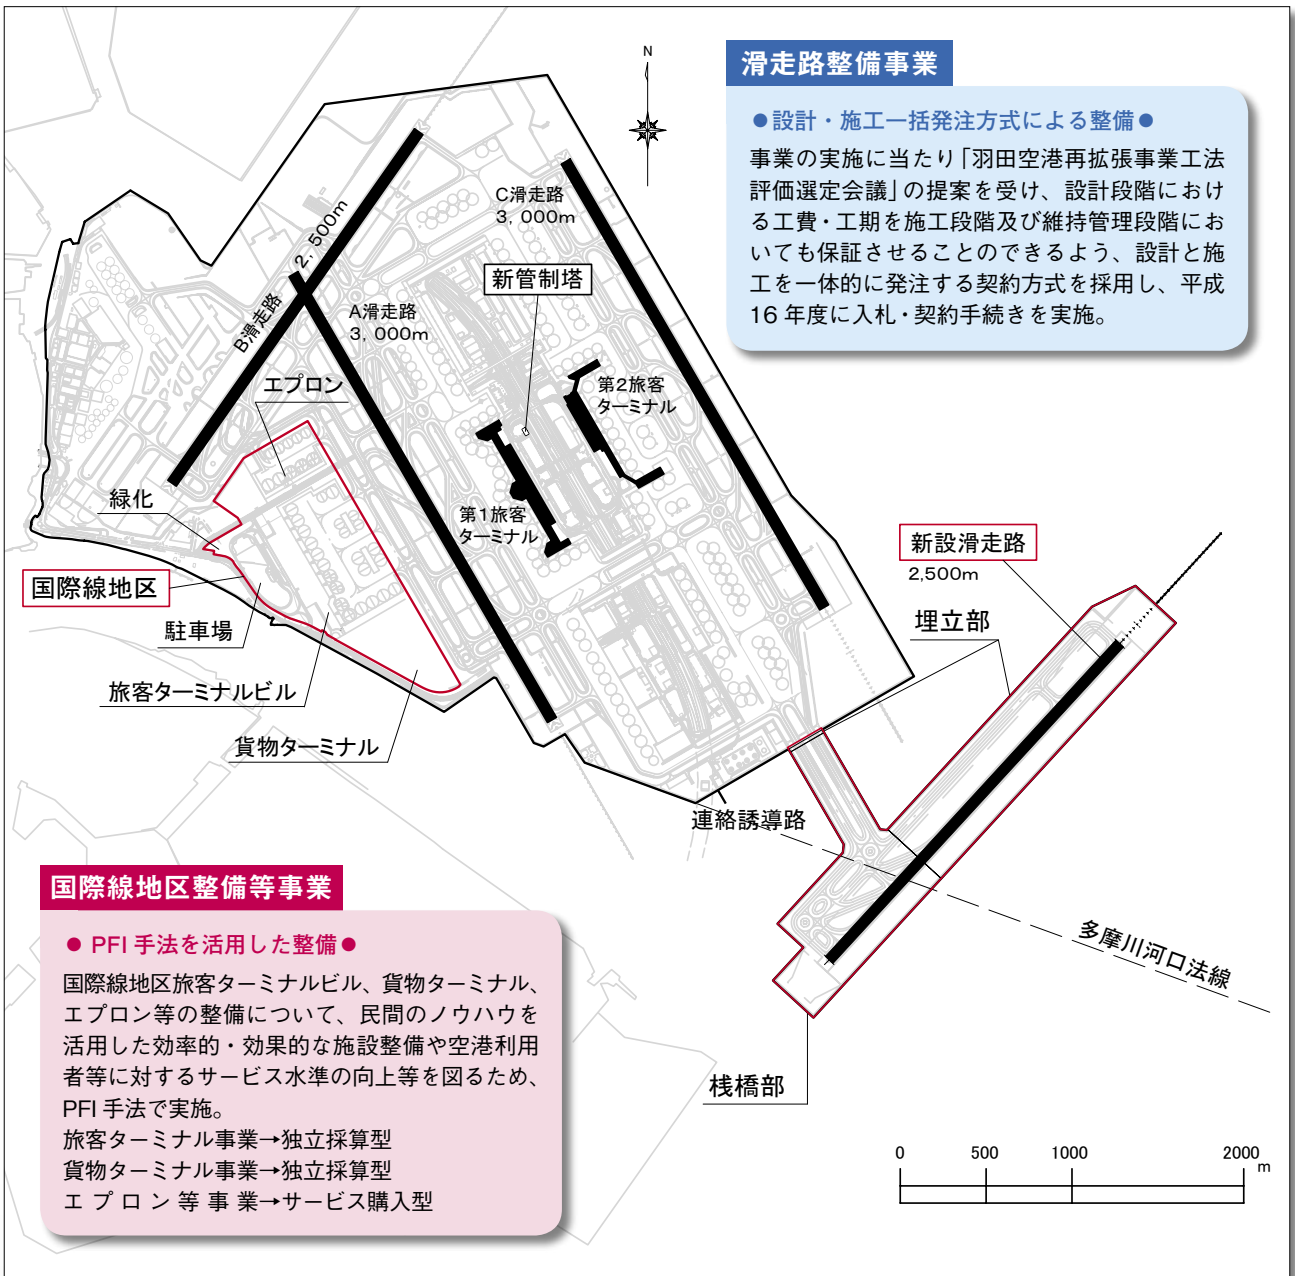 滑走路整備事業
●設計・施工一括発注方式による整備●
事業の実施に当たり「羽田空港再拡張事業工法
評価選定会議」の提案を受け、設計段階におけ
る工費・工期を施工段階及び維持管理段階にお
いても保証させることのできるよう、設計と施
工を一体的に発注する契約方式を採用し、平成
16年度に入札・契約手続きを実施。
N
C滑走路
3,000m
B滑走路 2,500m
新管制塔
A滑走路
3,000m
エプロン
第2旅客
ターミナル
緑化
第1旅客
ターミナル
国際線地区
新設滑走路
2,500m
駐車場
埋立部
旅客ターミナルビル
貨物ターミナル
連絡誘導路
多摩川河口法線
桟橋部
国際線地区整備等事業
● PFI 手法を活用した整備●
国際線地区旅客ターミナルビル、貨物ターミナル、
エプロン等の整備について、民間のノウハウを
活用した効率的・効果的な施設整備や空港利用
者等に対するサービス水準の向上等を図るため、
PFI 手法で実施。
旅客ターミナル事業→独立採算型
貨物ターミナル事業→独立採算型
エプロン等事業→サービス購入型
0 500 1000 2000
m